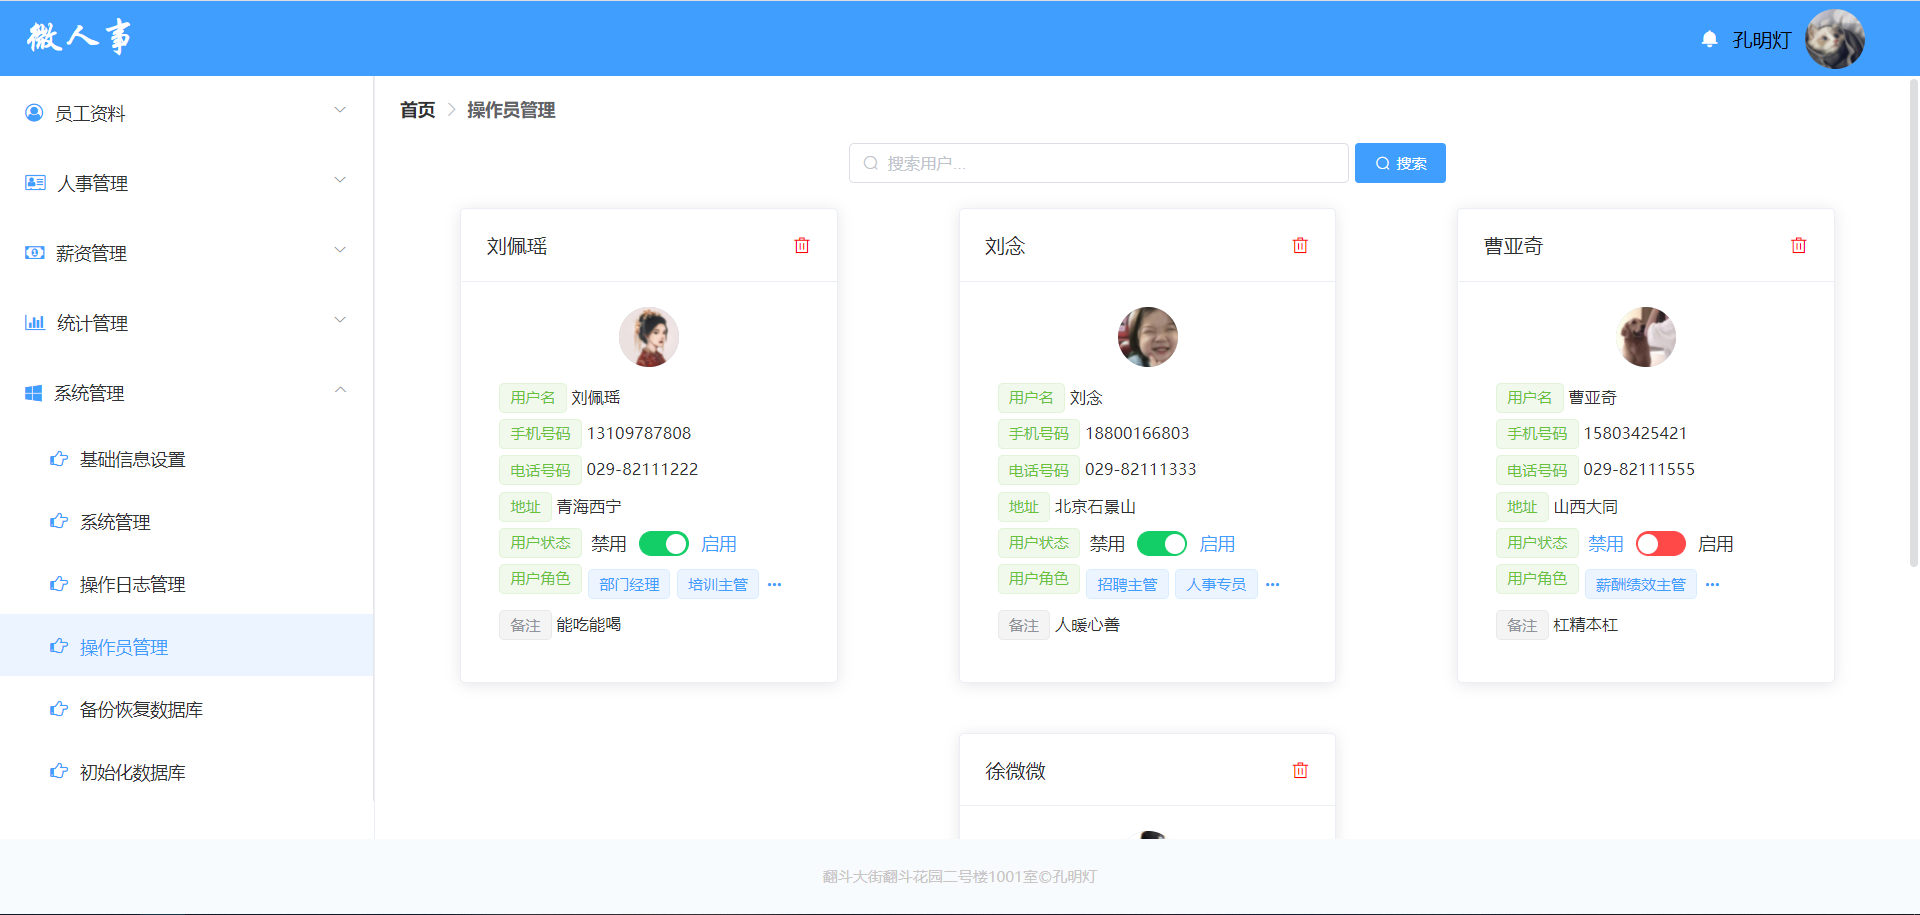 微人事
孔明灯
员工资料
人事管理
薪资管理
统计管理
系统管理
基础信息设置
系统管理
操作日志管理
操作员管理
备份恢复数据库
初始化数据库
首页 > 操作员管理
搜索用户...
搜索
刘佩瑶
用户名 刘佩瑶
手机号码 13109787808
电话号码 029-82111222
地址 青海西宁
用户状态 禁用 启用
用户角色 部门经理 培训主管 ···
备注 能吃能喝
刘念
用户名 刘念
手机号码 18800166803
电话号码 029-82111333
地址 北京石景山
用户状态 禁用 启用
用户角色 招聘主管 人事专员 ···
备注 人暖心善
曹亚奇
用户名 曹亚奇
手机号码 15803425421
电话号码 029-82111555
地址 山西大同
用户状态 禁用 启用
用户角色 薪酬绩效主管 ···
备注 杠精本杠
徐微微
翻斗大街翻斗花园二号楼1001室©孔明灯